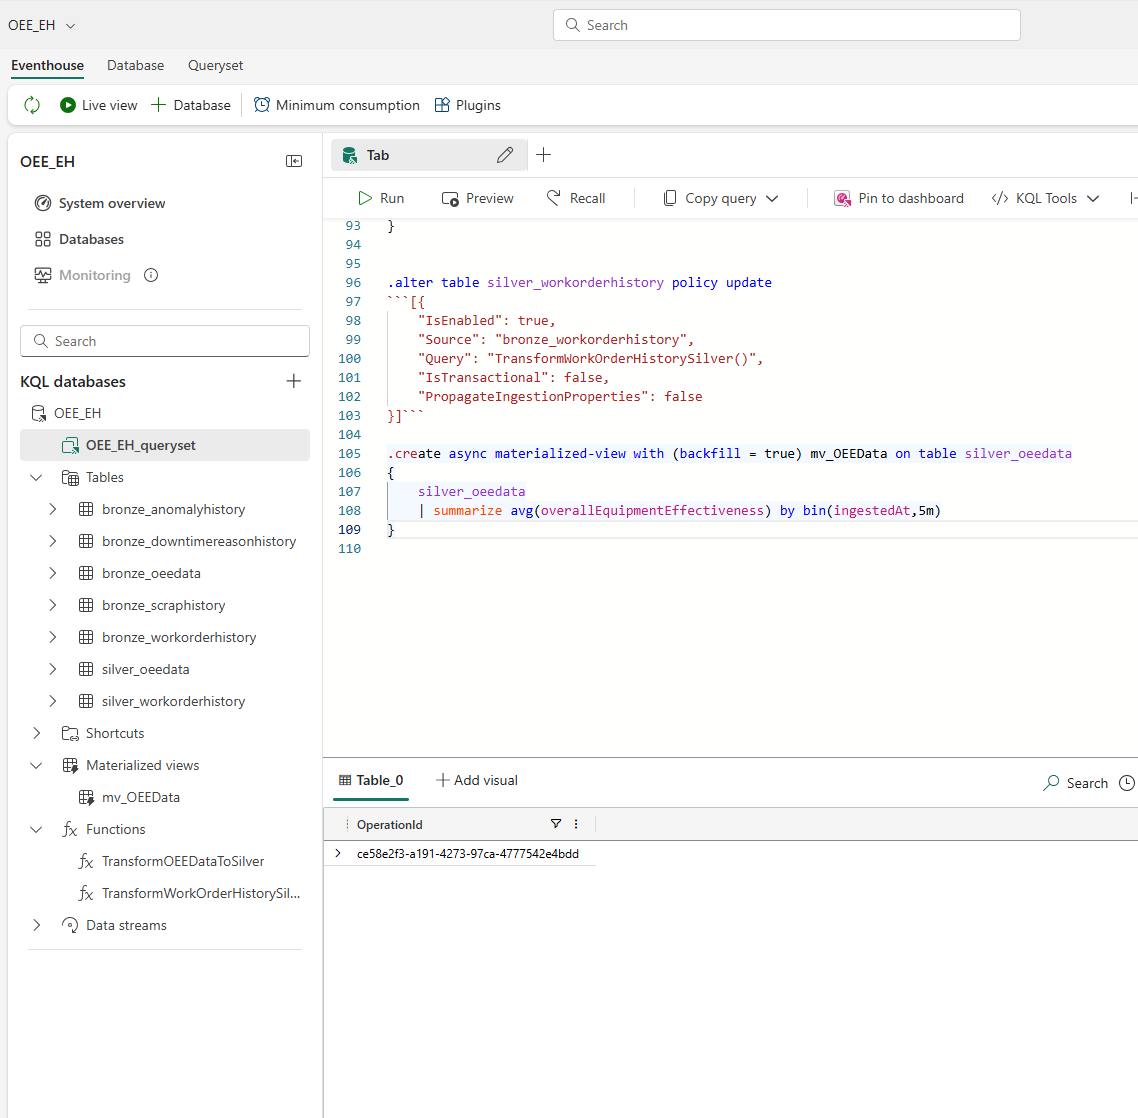 OEE_EH
Search
Eventhouse Database Queryset
Live view Database Minimum consumption Plugins
OEE_EH
System overview
Databases
Monitoring
Search
KQL databases
OEE_EH
OEE_EH_queryset
Tables
bronze_anomalyhistory
bronze_downtimereasonhistory
bronze_oeedata
bronze_scraphistory
bronze_workorderhistory
silver_oeedata
silver_workorderhistory
Shortcuts
Materialized views
mv_OEEData
Functions
TransformOEEDataToSilver
TransformWorkOrderHistorySil...
Data streams
Tab
Run Preview Recall Copy query Pin to dashboard KQL Tools
93 }
94
95
96 .alter table silver_workorderhistory policy update
97 ```[{
98     "IsEnabled": true,
99     "Source": "bronze_workorderhistory",
100     "Query": "TransformWorkOrderHistorySilver()",
101     "IsTransactional": false,
102     "PropagateIngestionProperties": false
103 }]```
104
105 .create async materialized-view with (backfill = true) mv_OEEData on table silver_oeedata
106 {
107     silver_oeedata
108     | summarize avg(overallEquipmentEffectiveness) by bin(ingestedAt,5m)
109 }
110
Table_0 Add visual Search
OperationId
ce58e2f3-a191-4273-97ca-4777542e4bdd